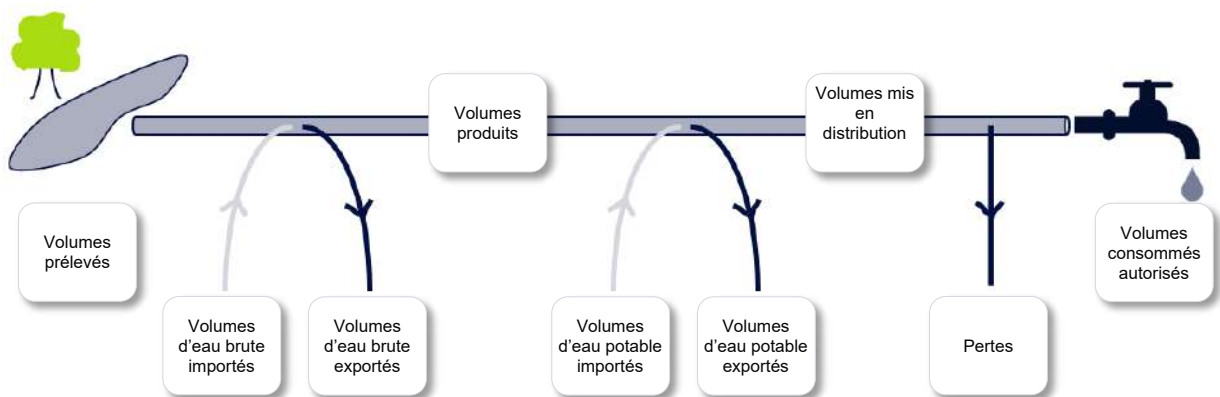 Volumes
prélevés
Volumes
d'eau brute
importés
Volumes
d'eau brute
exportés
Volumes
produits
Volumes
d'eau potable
importés
Volumes
d'eau potable
exportés
Volumes mis
en
distribution
Pertes
Volumes
consommés
autorisés